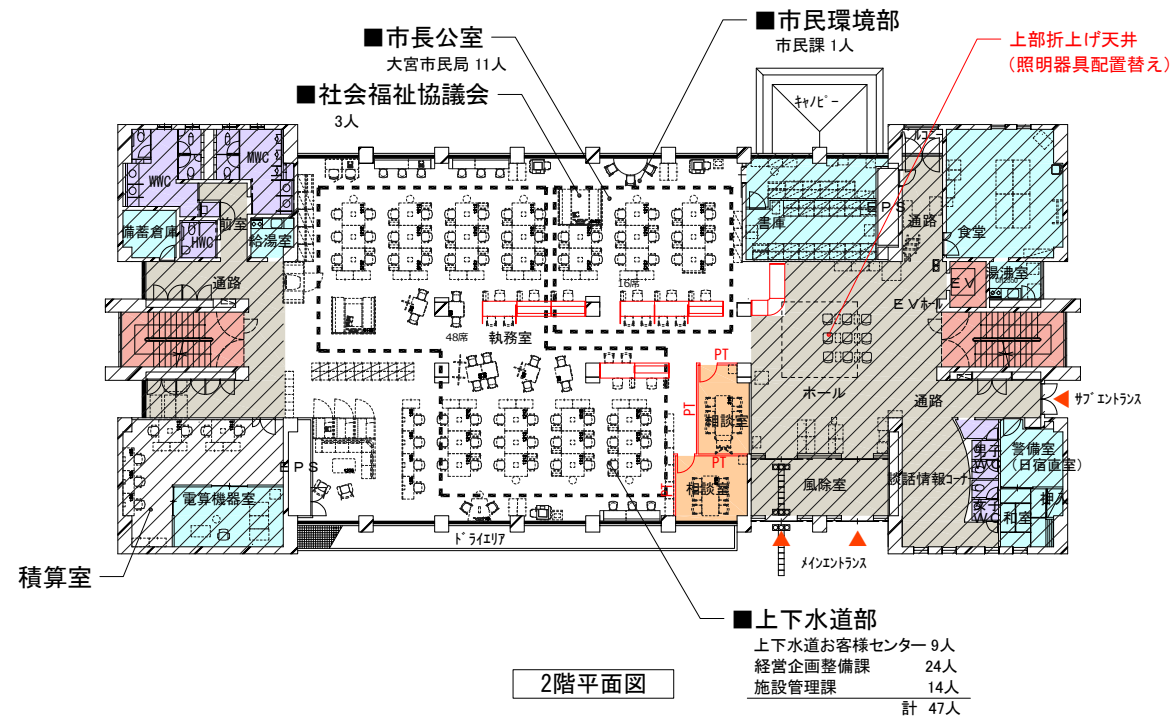 ■市民環境部
市民課 1人
■市長公室
大宮市民局 11人
■社会福祉協議会
3人
上部折上げ天井
(照明器具配置替え)
ｷｬﾉﾋﾟｰ
WWC
MWC
前室
備蓄倉庫
HWC
給湯室
書庫
EPS
通路
食堂
通路
16席
EV
湯沸室
EVホール
48席
執務室
PT
PT
相談室
ホール
通路
ｻﾌﾞｴﾝﾄﾗﾝｽ
EPS
PT
相談室
PT
風除室
談話情報ｺｰﾅｰ
男子
WC
女子
WC
警備室
(日宿直室)
押入
和室
電算機器室
ﾄﾞﾗｲｴﾘｱ
ﾒｲﾝｴﾝﾄﾗﾝｽ
積算室
■上下水道部
上下水道お客様センター 9人
経営企画整備課 24人
施設管理課 14人
計 47人
2階平面図